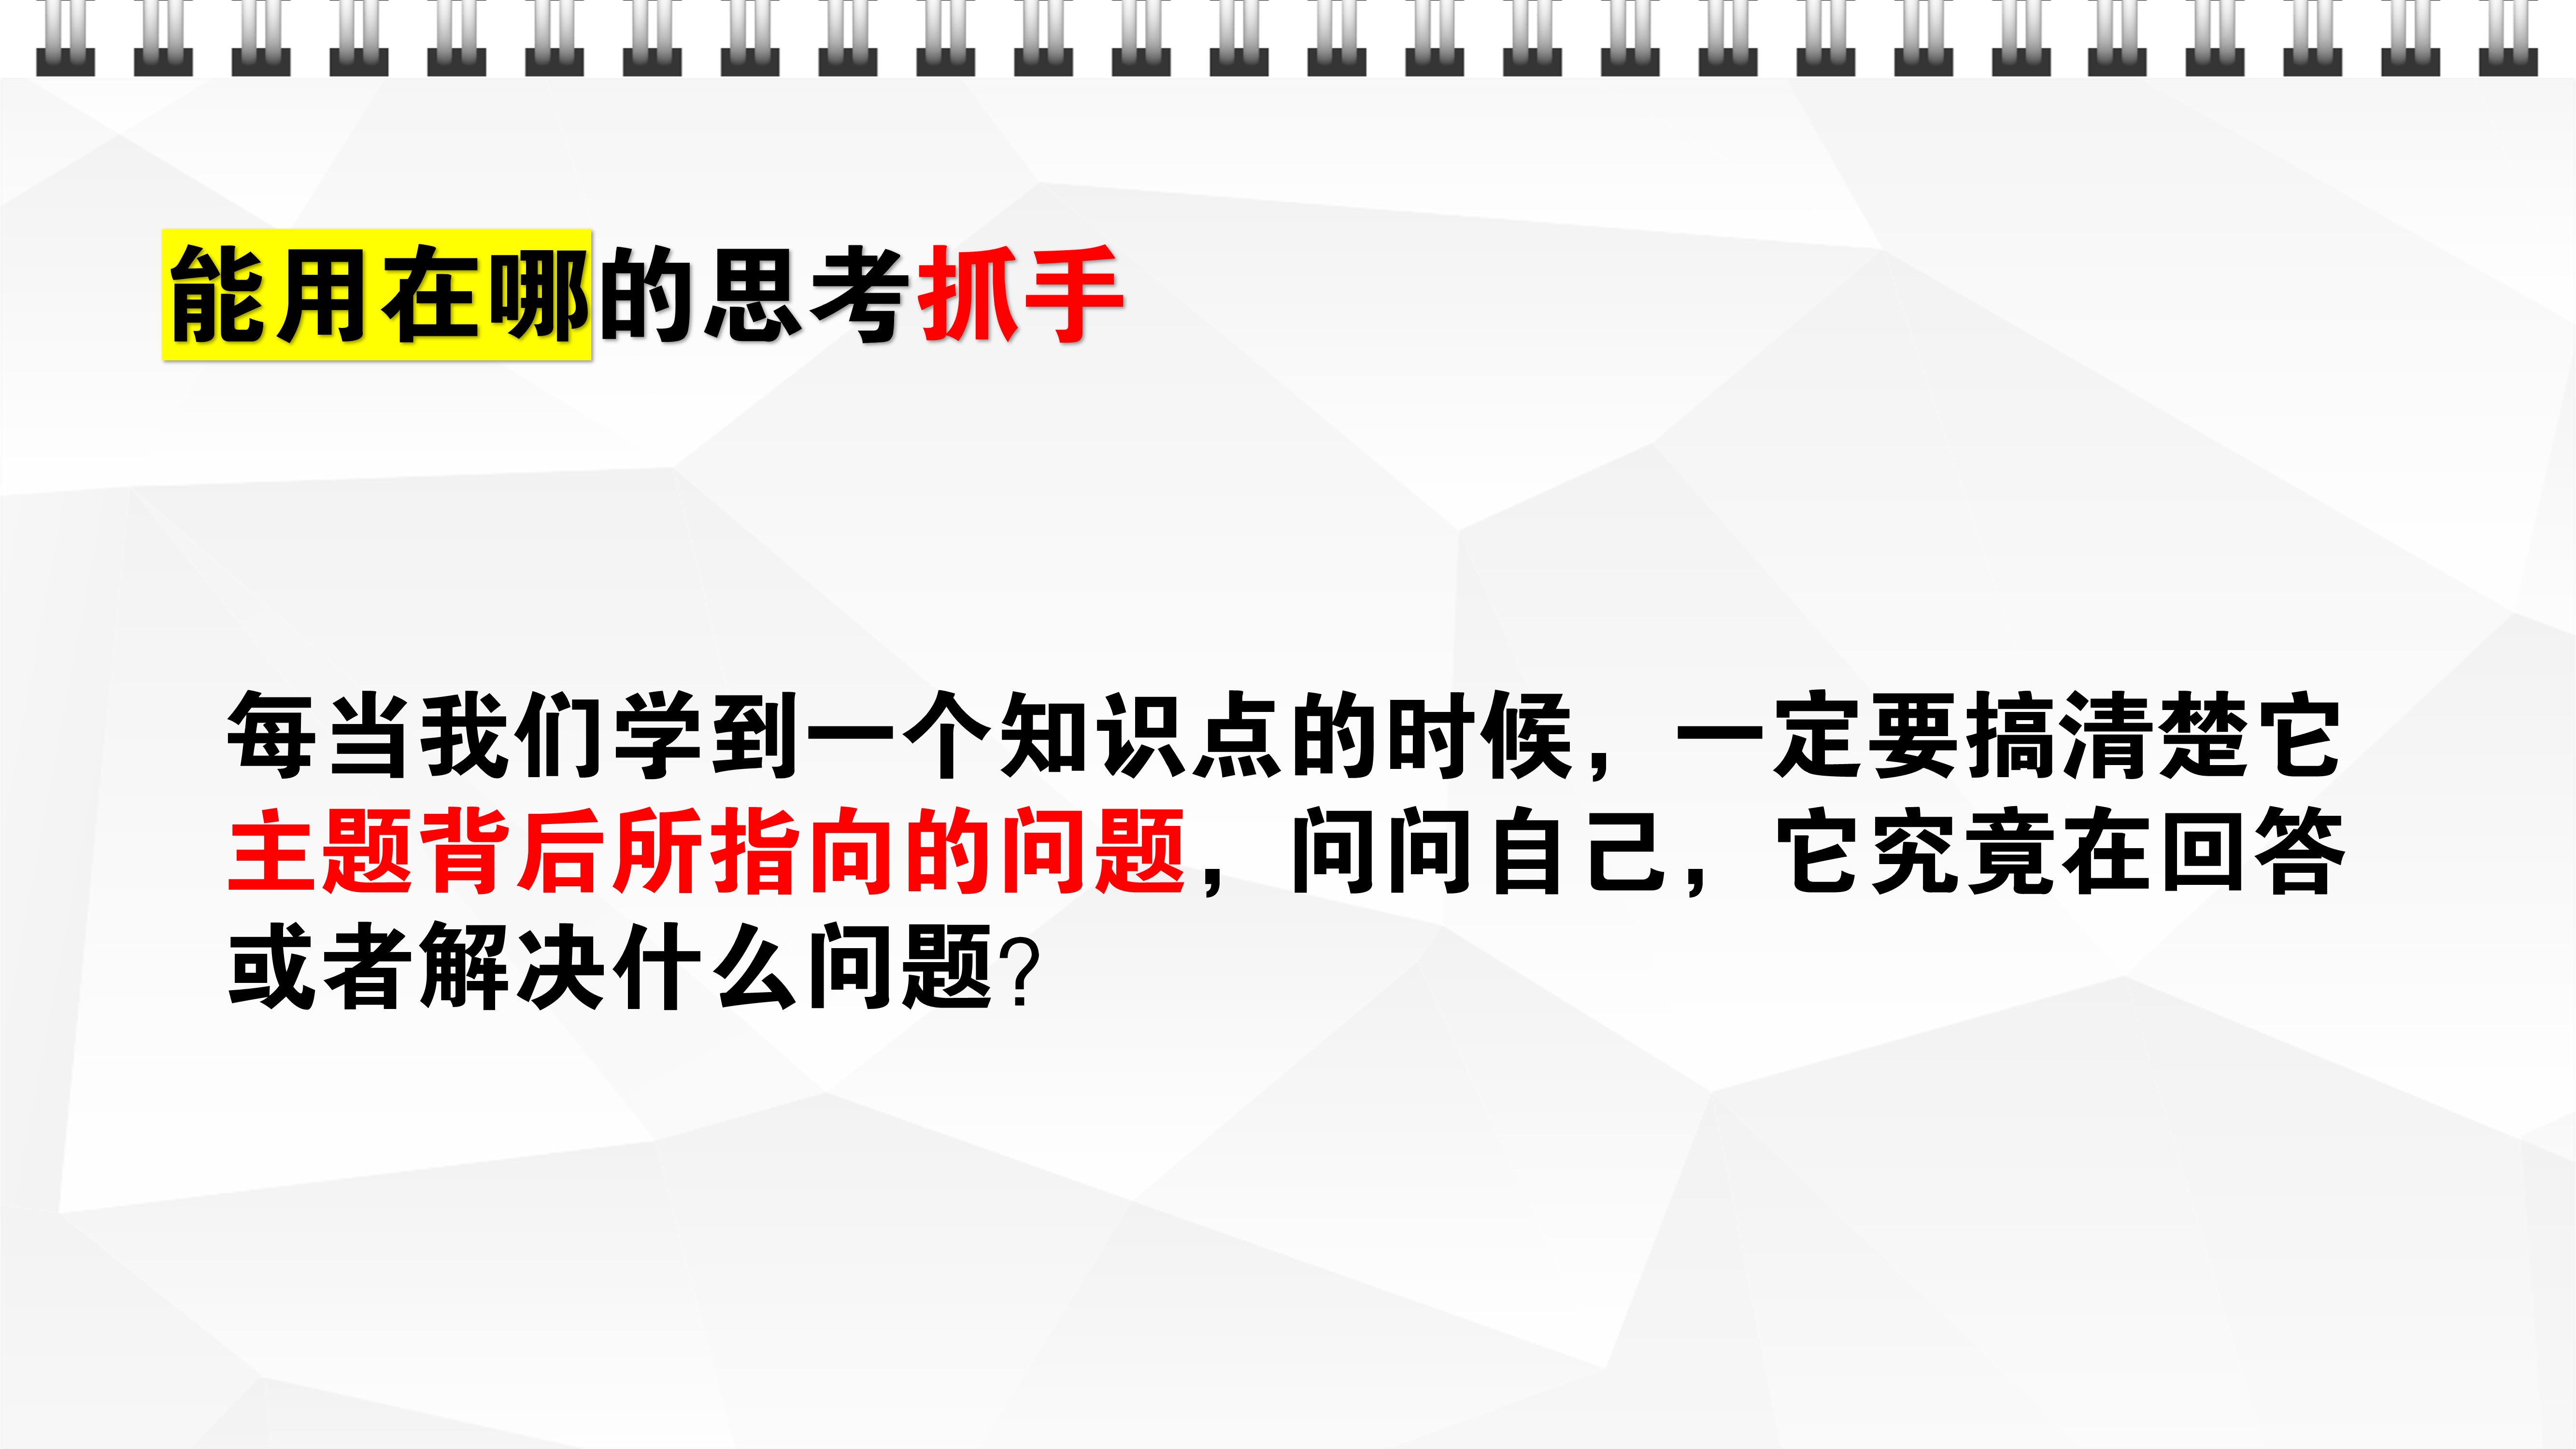 能用在哪的思考抓手
每当我们学到一个知识点的时候，一定要搞清楚它
主题背后所指向的问题，问问自己，它究竟在回答
或者解决什么问题?